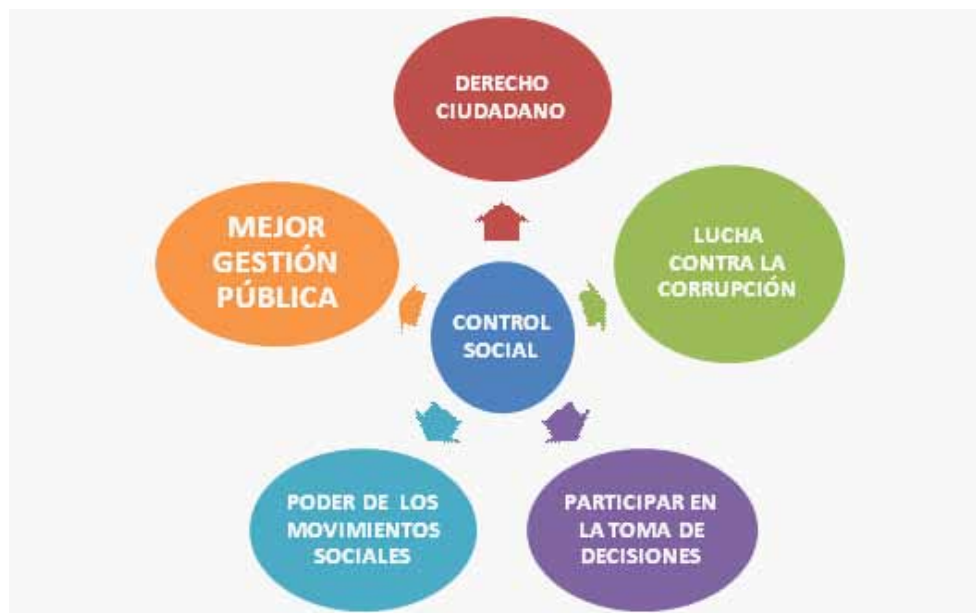 DERECHO
CIUDADANO
MEJOR
GESTIÓN
PÚBLICA
LUCHA
CONTRA LA
CORRUPCIÓN
CONTROL
SOCIAL
PODER DE LOS
MOVIMIENTOS
SOCIALES
PARTICIPAR EN
LA TOMA DE
DECISIONES